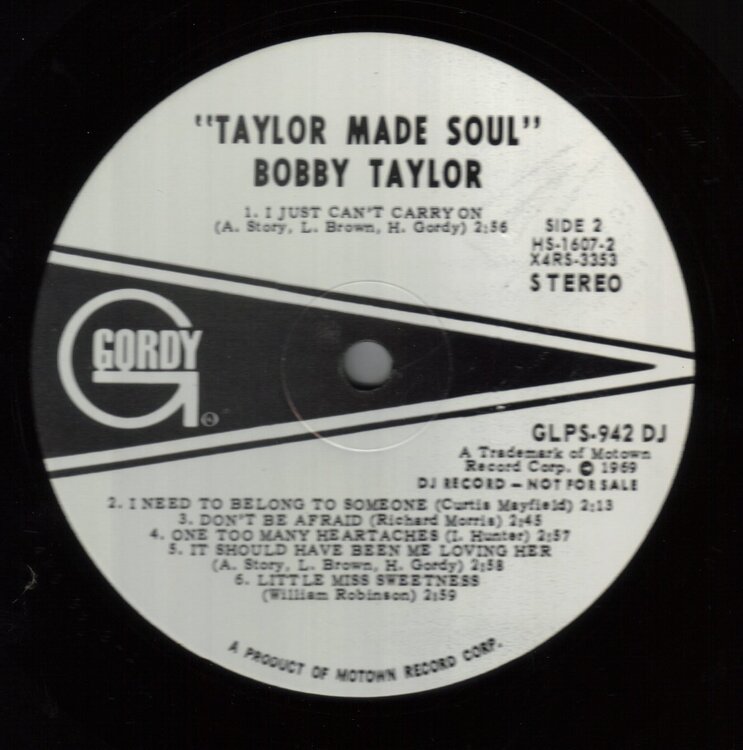 "TAYLOR MADE SOUL"
BOBBY TAYLOR
1. I JUST CAN'T CARRY ON
(A. Story, L. Brown, H. Gordy) 2:56
SIDE 2
HS-1607-2
X4RS-3353
STEREO
GORDY
GLPS-942 DJ
A Trademark of Motown
Record Corp. © 1969
DJ RECORD — NOT FOR SALE
2. I NEED TO BELONG TO SOMEONE (Curtis Mayfield) 2:13
3. DON'T BE AFRAID (Richard Morris) 2:45
4. ONE TOO MANY HEARTACHES (I. Hunter) 2:57
5. IT SHOULD HAVE BEEN ME LOVING HER
(A. Story, L. Brown, H. Gordy) 2:58
6. LITTLE MISS SWEETNESS
(William Robinson) 2:59
A PRODUCT OF MOTOWN RECORD CORP.